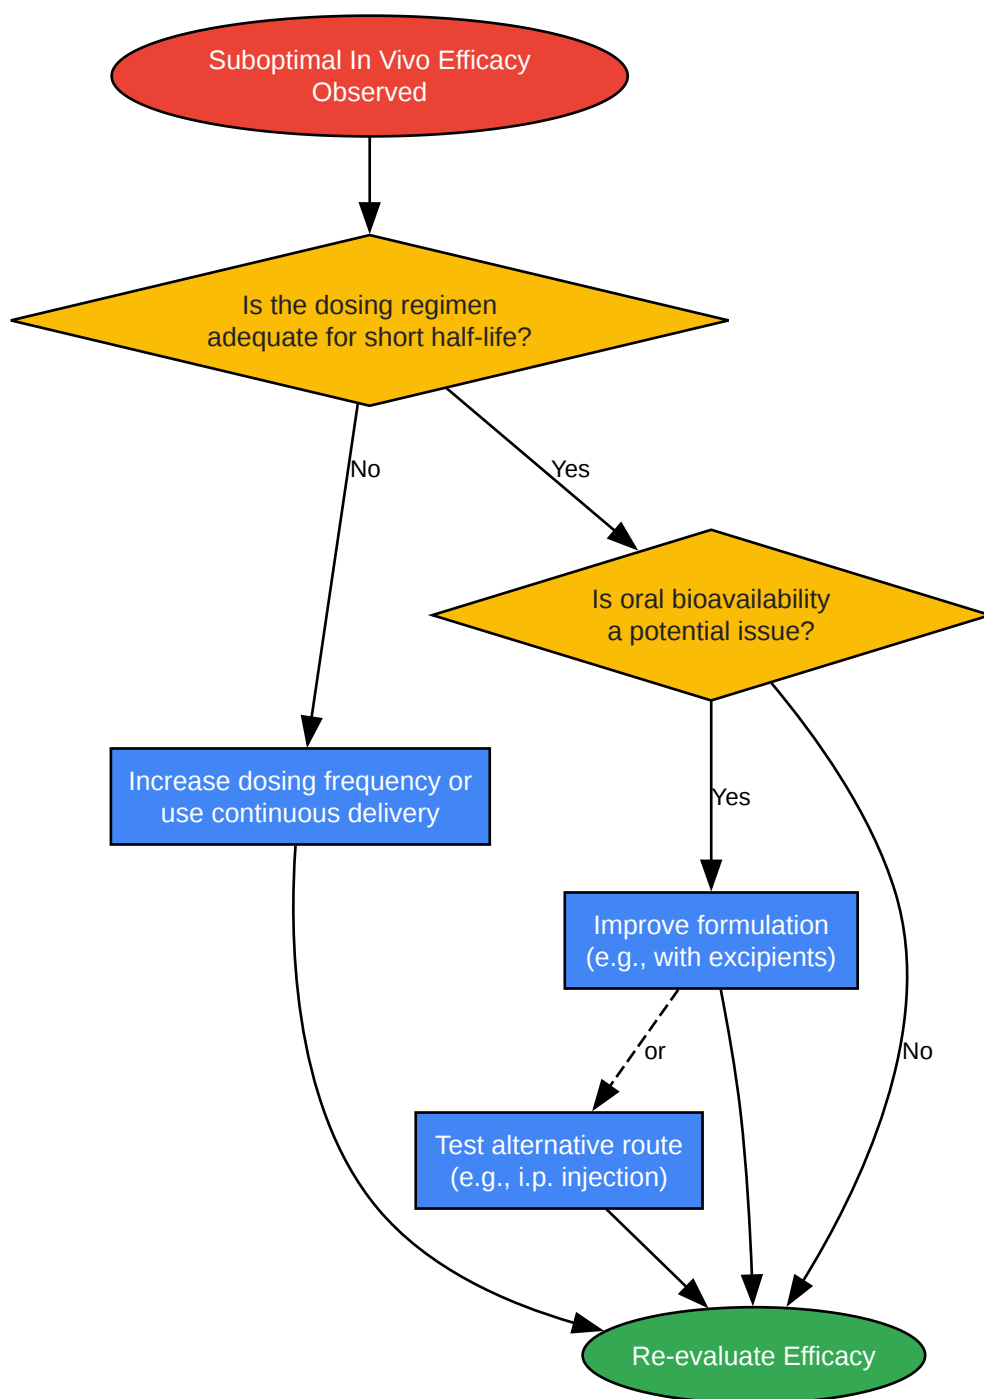 Suboptimal In Vivo Efficacy
Observed
Is the dosing regimen
adequate for short half-life?
No
Yes
Is oral bioavailability
a potential issue?
Increase dosing frequency or
use continuous delivery
Yes
Improve formulation
(e.g., with excipients)
or
No
Test alternative route
(e.g., i.p. injection)
Re-evaluate Efficacy